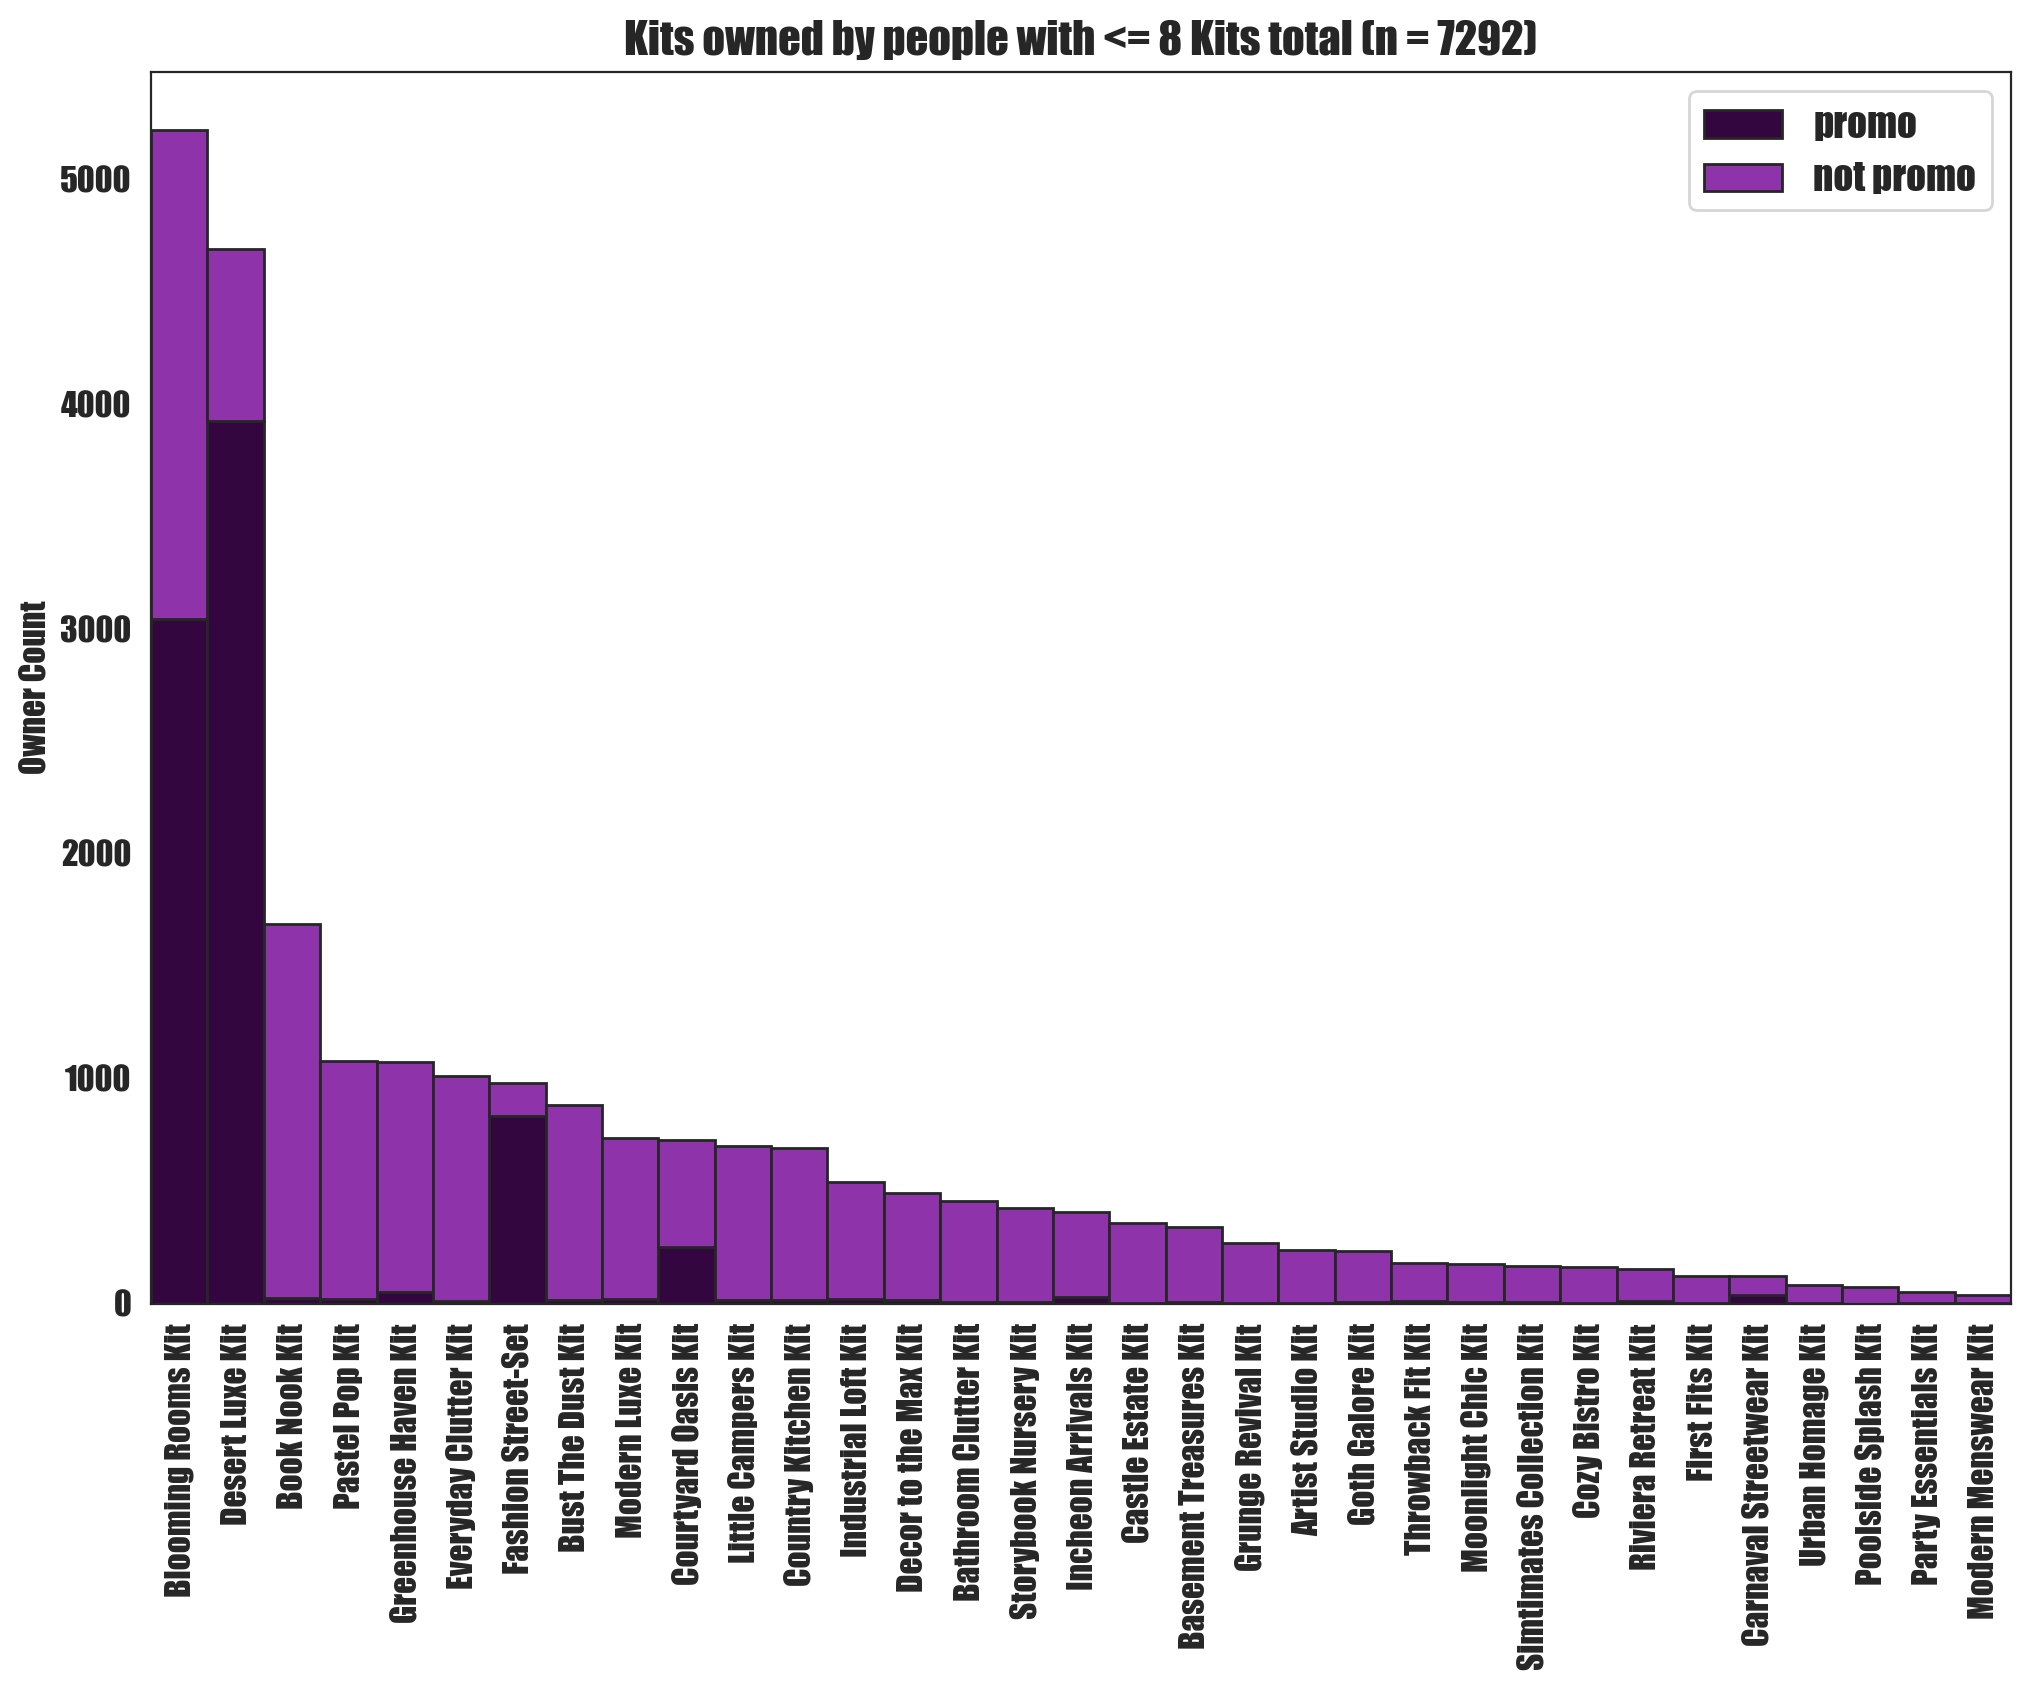 Kits owned by people with <= 8 Kits total (n = 7292)
promo
not promo
Owner Count
5000
4000
3000
2000
1000
0
Blooming Rooms Kit
Desert Luxe Kit
Book Nook Kit
Pastel Pop Kit
Greenhouse Haven Kit
Everyday Clutter Kit
Fashion Street-Set
Bust The Dust Kit
Modern Luxe Kit
Courtyard Oasis Kit
Little Campers Kit
Country Kitchen Kit
Industrial Loft Kit
Decor to the Max Kit
Bathroom Clutter Kit
Storybook Nursery Kit
Incheon Arrivals Kit
Castle Estate Kit
Basement Treasures Kit
Grunge Revival Kit
Artist Studio Kit
Goth Galore Kit
Throwback Fit Kit
Moonlight Chic Kit
Simtimates Collection Kit
Cozy Bistro Kit
Riviera Retreat Kit
First Fits Kit
Carnaval Streetwear Kit
Urban Homage Kit
Poolside Splash Kit
Party Essentials Kit
Modern Menswear Kit